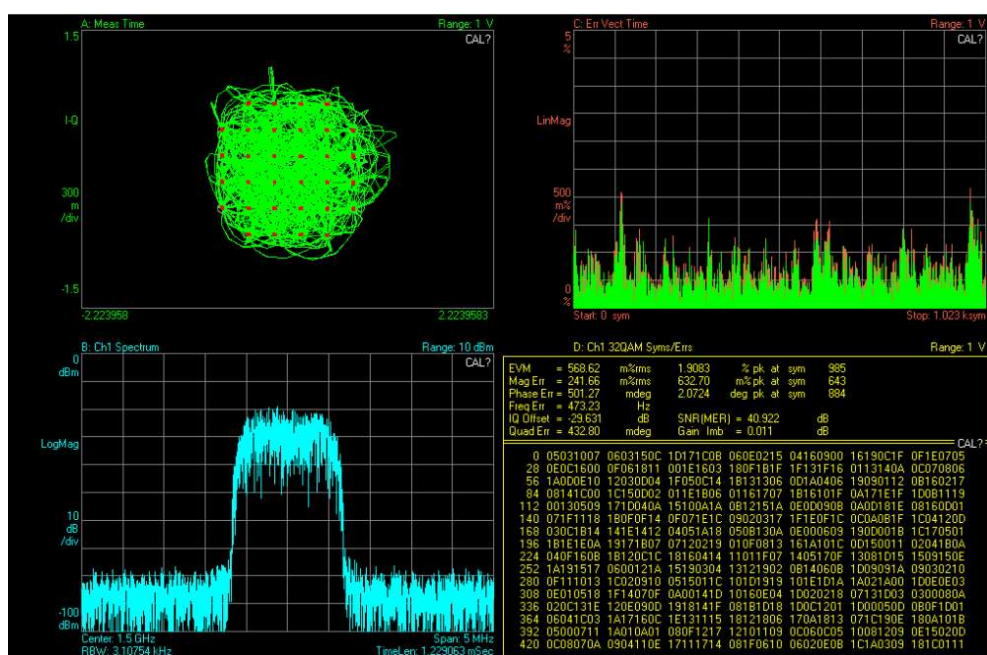 A: Meas Time Range: 1 V
1.5
CAL?
I-Q
300
m
/div
-1.5
-2.223958 2.2239583
C: Err Vect Time Range: 1 V
5
%
CAL?
LinMag
500
m%
/div
0
%
Start: 0 sym Stop: 1.023 ksym
B: Ch1 Spectrum Range: 10 dBm
0
dBm
CAL?
LogMag
10
dB
/div
-100
dBm
Center: 1.5 GHz Span: 5 MHz
RBW: 3.10754 kHz TimeLen: 1.229063 mSec
D: Ch1 32QAM Syms/Errs Range: 1 V
EVM = 568.62 m%rms 1.9083 % pk at sym 985
Mag Err = 241.66 m%rms 632.70 m% pk at sym 643
Phase Err = 501.27 mdeg 2.0724 deg pk at sym 884
Freq Err = 473.23 Hz
IQ Offset = -29.631 dB SNR(MER) = 40.922 dB
Quad Err = 432.80 mdeg Gain Imb = 0.011 dB
CAL?
0 05031007 0603150C 1D171C0B 060E0215 04160900 16190C1F 0F1E0705
28 0E0C1600 0F061811 001E1603 180F1B1F 1F131F16 0113140A 0C070806
56 1A0D0E10 12030D04 1F050C14 1B131306 0D1A0406 19090112 0B160217
84 08141C00 1C150D02 011E1B06 01161707 1B16101F 0A171E1F 1D0B1119
112 00130509 171D040A 15100A1A 0B12151A 0E0D090B 0A0D181E 08160D01
140 071F1118 1B0F0F14 0F071E1C 09020317 1F1E0F1C 0C0A0B1F 1C04120D
168 030C1B14 141E1412 04051A18 050B130A 0E000609 190D001B 1C170501
196 1B1E1E0A 19171B07 07120219 010F0813 161A101C 0D150011 02041B0A
224 040F160B 1B120C1C 18160414 11011F07 1405170F 13081D15 1509150E
252 1A191517 0600121A 15190304 13121902 0B14060B 1D09091A 09030210
280 0F111013 1C020910 0515011C 101D1919 101E1D1A 1A021A00 1D0E0E03
308 0E010518 1F14070F 0A00141D 10160E04 1D020218 07131D03 0300080A
336 020C131E 120E090D 1918141F 081B1D18 1D0C1201 1D00050D 0B0F1D01
364 06041C03 1A17160C 1E131115 18121806 170A1813 071C190E 180A101B
392 05000711 1A010A01 080F1217 12101109 0C060C05 10081209 0E15020D
420 0C08070A 0904110E 17111714 081F0610 06020E0B 1C1A0309 181C0111